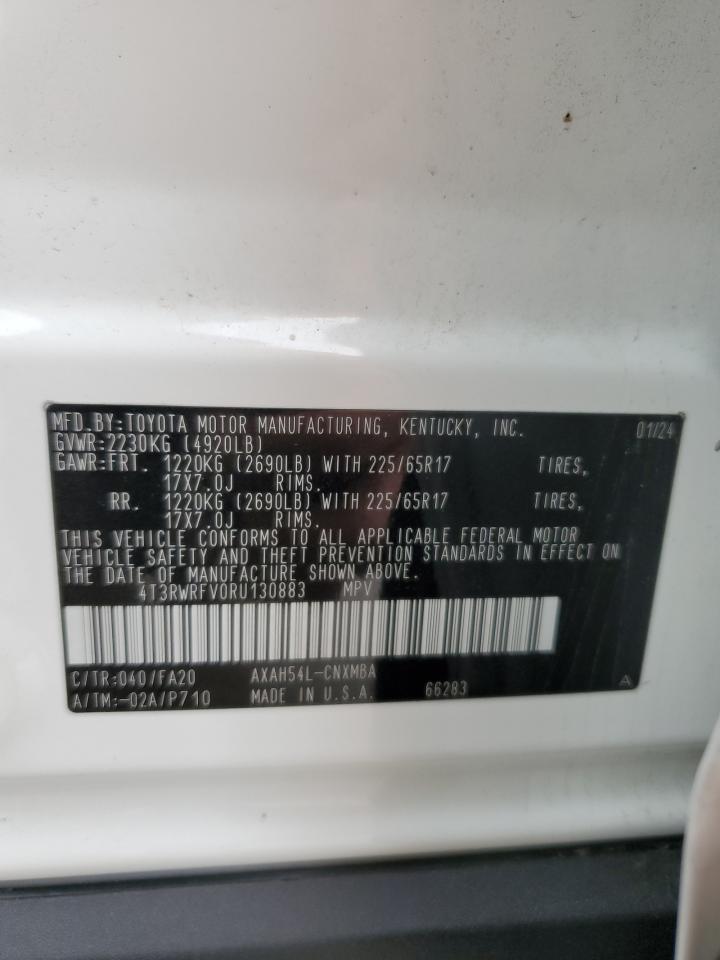 MFD.BY:TOYOTA MOTOR MANUFACTURING, KENTUCKY, INC. 01/24
GVWR:2230KG (4920LB)
GAWR:FRT. 1220KG (2690LB) WITH 225/65R17 TIRES,
17X7.0J RIMS.
RR. 1220KG (2690LB) WITH 225/65R17 TIRES,
17X7.0J RIMS.
THIS VEHICLE CONFORMS TO ALL APPLICABLE FEDERAL MOTOR
VEHICLE SAFETY AND THEFT PREVENTION STANDARDS IN EFFECT ON
THE DATE OF MANUFACTURE SHOWN ABOVE.
4T3RWRFV0RU130883 MPV
C/TR:040/FA20 AXAH54L-CNXMBA
A/TM:-02A/P710 MADE IN U.S.A. 66283 A